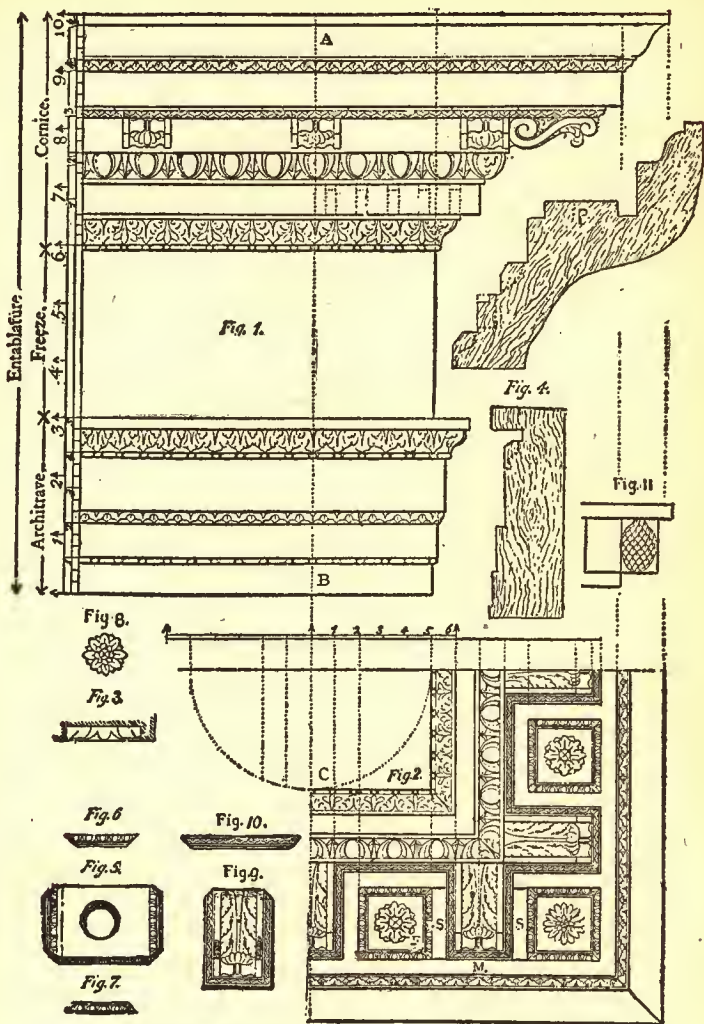 Entablature.
Cornice.
Freeze.
Architrave
10
9
8
7
6
.5
.4
3
2
1
A
Fig. 1.
B
P
Fig. 4.
Fig. 11
Fig 8.
Fig. 3.
1 2 3 4 5 6
C
Fig 2.
Fig. 6
Fig. 10.
Fig. 5.
Fig. 9.
Fig. 7.
S.
S.
M.